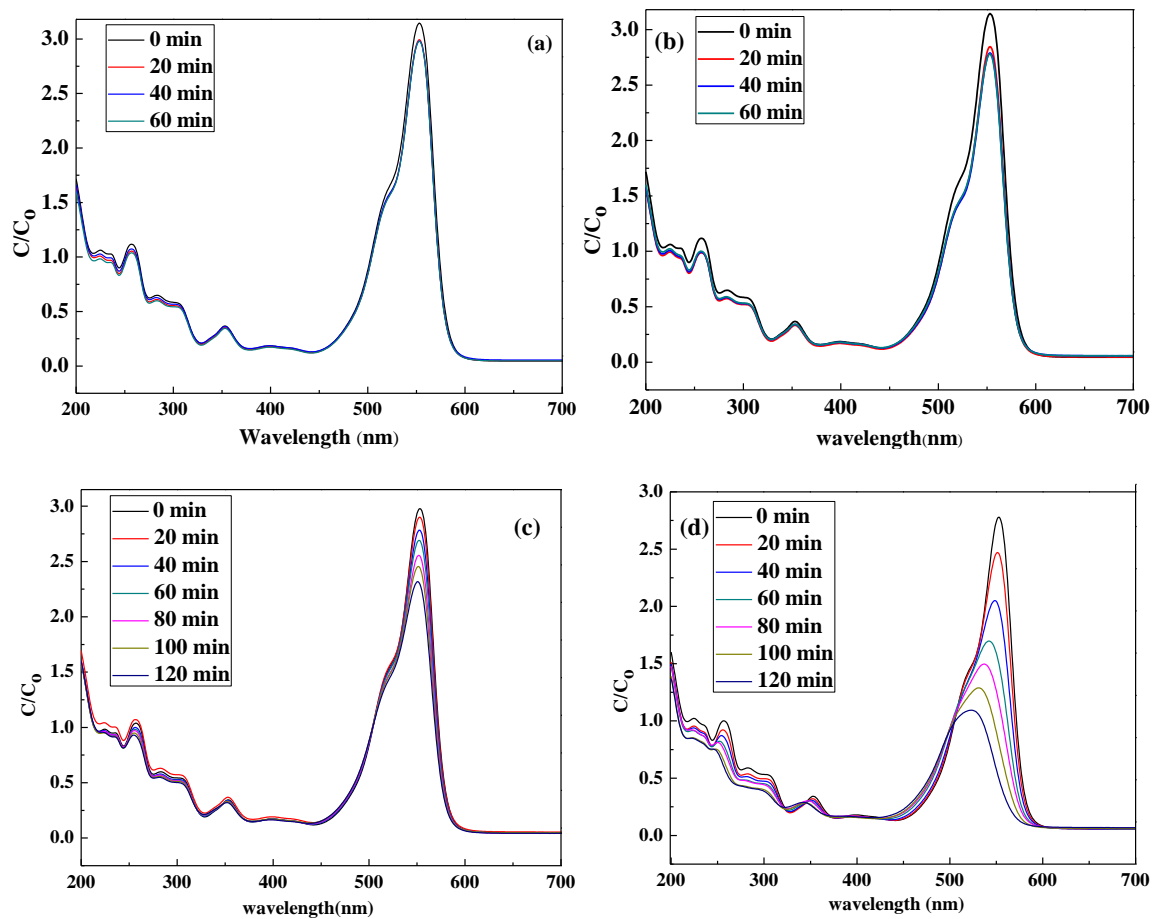 (a)
0 min
20 min
40 min
60 min
C/C0
3.0
2.5
2.0
1.5
1.0
0.5
0.0
200 300 400 500 600 700
Wavelength (nm)
(b)
0 min
20 min
40 min
60 min
C/C0
3.0
2.5
2.0
1.5
1.0
0.5
0.0
200 300 400 500 600 700
wavelength(nm)
(c)
0 min
20 min
40 min
60 min
80 min
100 min
120 min
C/C0
3.0
2.5
2.0
1.5
1.0
0.5
0.0
200 300 400 500 600 700
wavelength(nm)
(d)
0 min
20 min
40 min
60 min
80 min
100 min
120 min
C/C0
3.0
2.5
2.0
1.5
1.0
0.5
0.0
200 300 400 500 600 700
wavelength (nm)